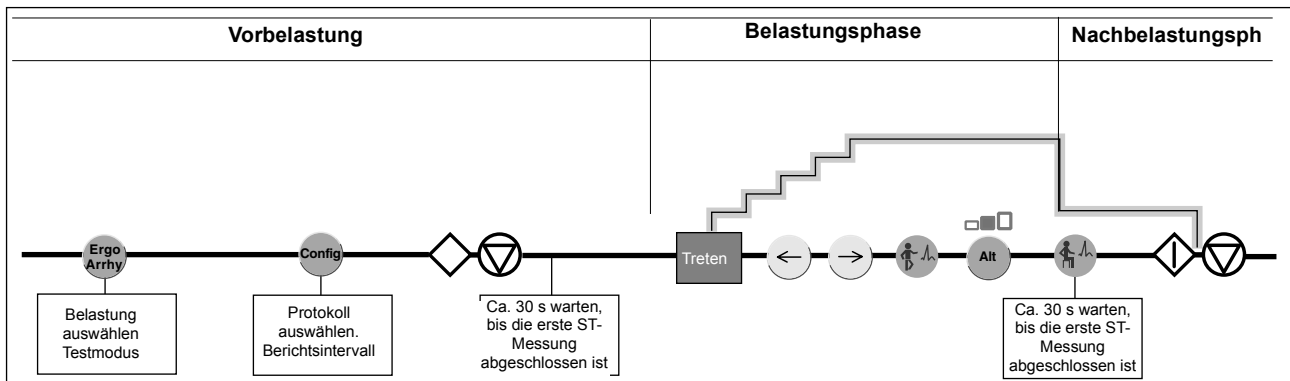 Vorbelastung
Belastungsphase
Nachbelastungsph
Ergo
Arrhy
Config
Treten
Alt
Belastung
auswählen
Testmodus
Protokoll
auswählen.
Berichtsintervall
Ca. 30 s warten,
bis die erste ST-
Messung
abgeschlossen ist
Ca. 30 s warten,
bis die erste ST-
Messung
abgeschlossen ist